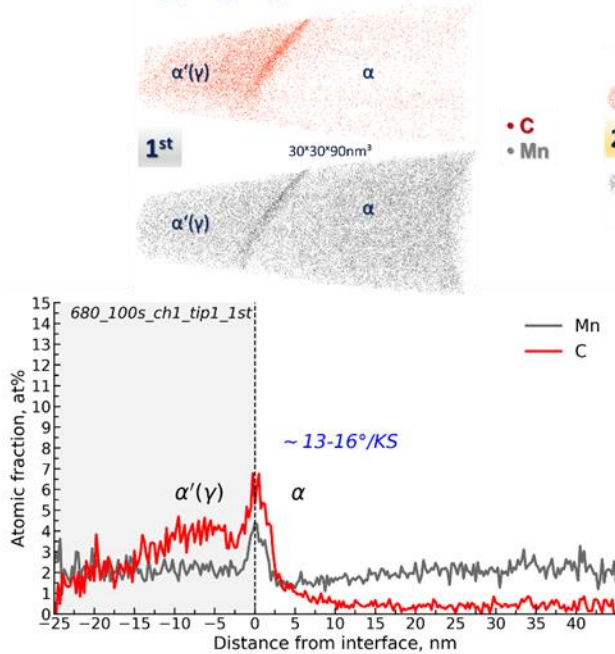 α'(γ)
α
1st
30*30*90nm³
• C
• Mn
α'(γ)
α
680_100s_ch1_tip1_1st
Mn
C
~ 13-16°/KS
α'(γ)
α
Atomic fraction, at%
15
14
13
12
11
10
9
8
7
6
5
4
3
2
1
0
−25 −20 −15 −10 −5 0 5 10 15 20 25 30 35 40
Distance from interface, nm